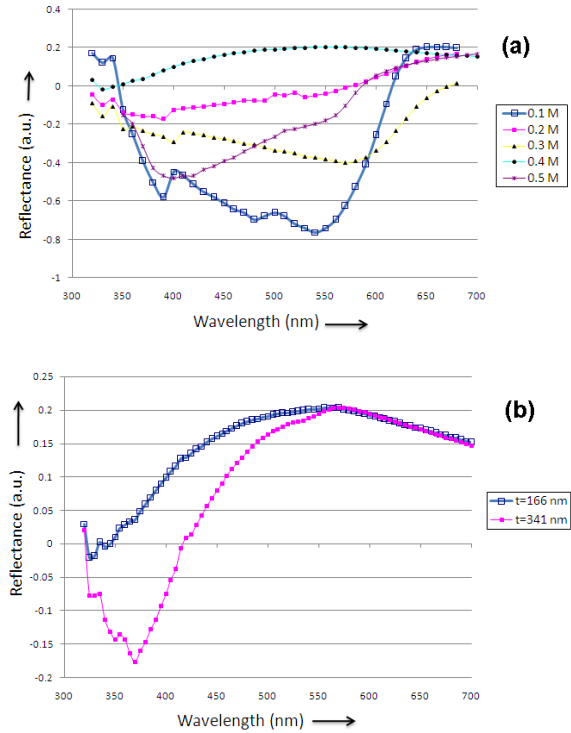 (a)
Reflectance (a.u.)
0.4
0.2
0
-0.2
-0.4
-0.6
-0.8
-1
300 350 400 450 500 550 600 650 700
Wavelength (nm)
0.1 M
0.2 M
0.3 M
0.4 M
0.5 M
(b)
Reflectance (a.u.)
0.25
0.2
0.15
0.1
0.05
0
-0.05
-0.1
-0.15
-0.2
300 350 400 450 500 550 600 650 700
Wavelength (nm)
t=166 nm
t=341 nm